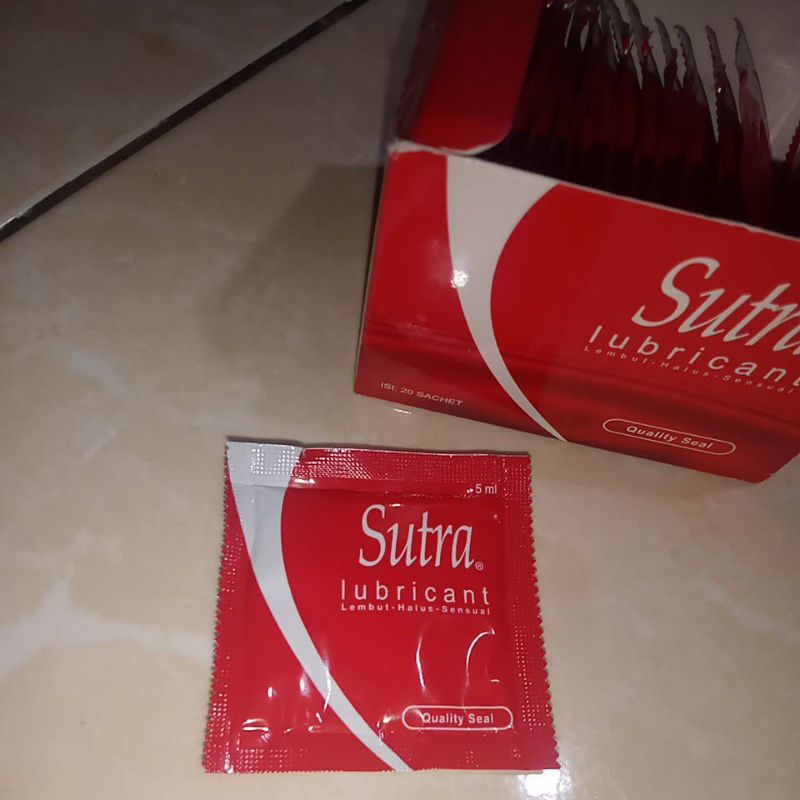 Sutra
lubricant
Lembut-Halus-Sensual
ISI: 20 SACHET
Quality Seal
5 ml
Sutra®
lubricant
Lembut-Halus-Sensual
Quality Seal